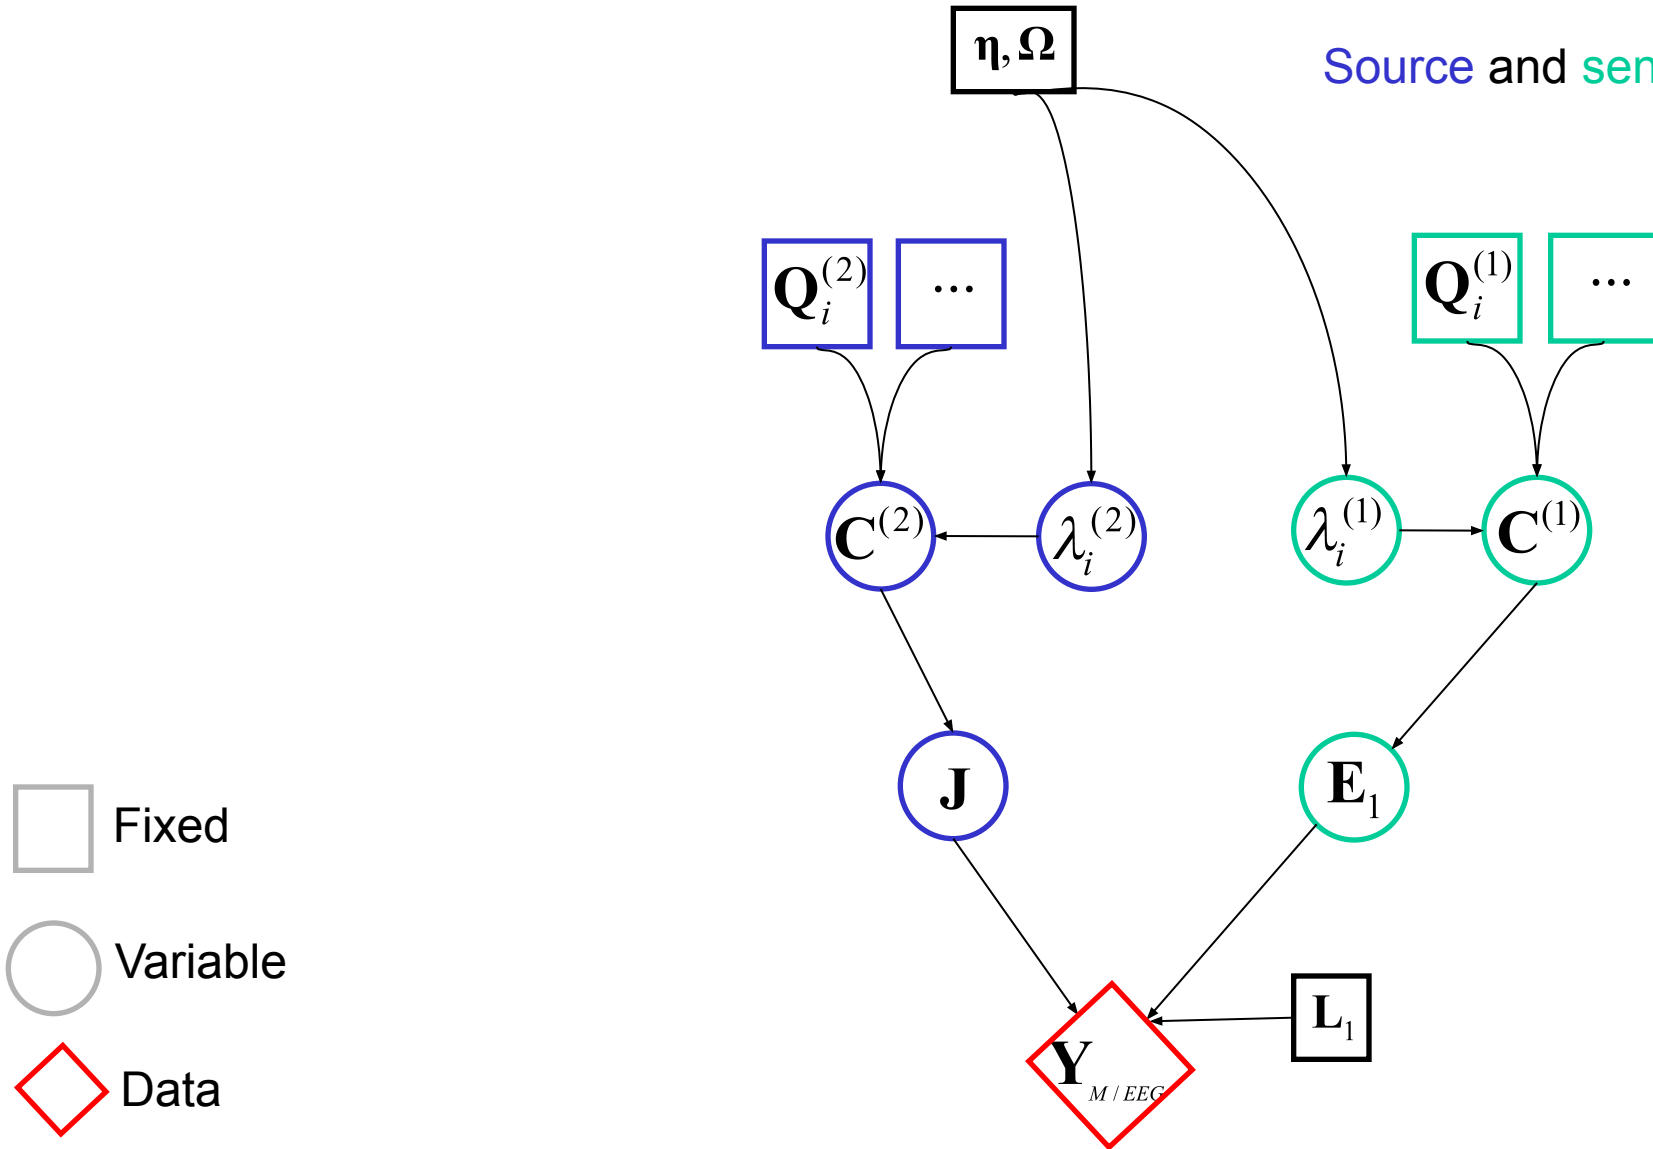 η, Ω
Source and sen
Q_i^(2) ...
Q_i^(1) ...
C^(2) λ_i^(2) λ_i^(1) C^(1)
J E_1
Fixed
Variable
L_1
Y_M / EEG
Data